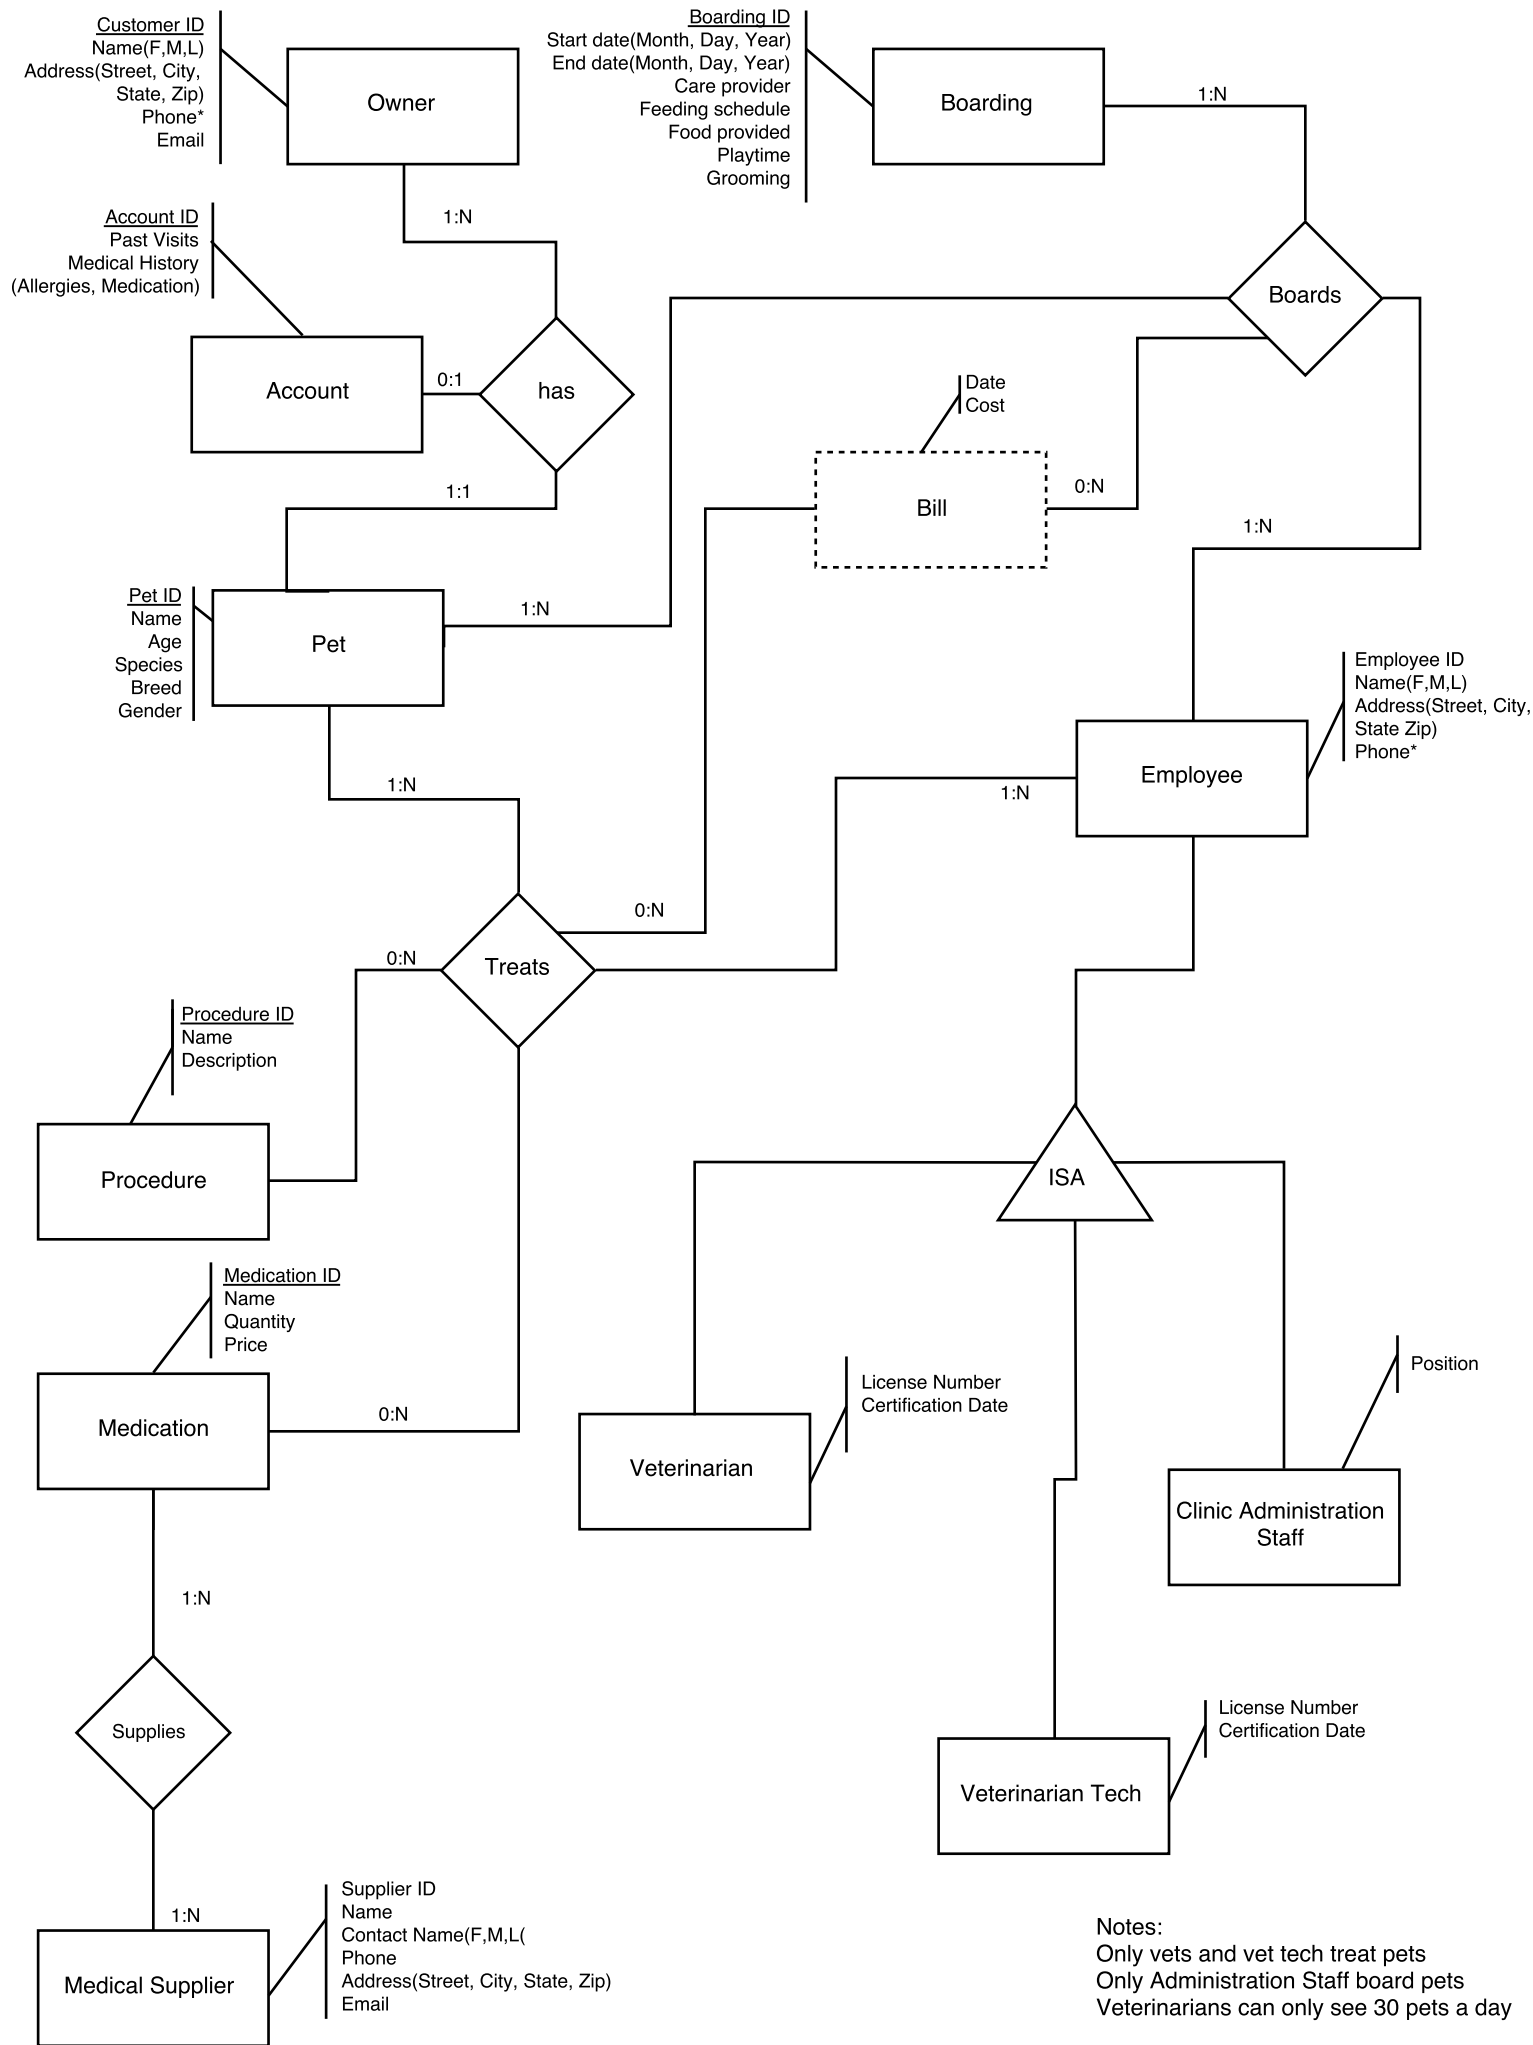 Customer ID
Name(F,M,L)
Address(Street, City,
State, Zip)
Phone*
Email
Owner
Boarding ID
Start date(Month, Day, Year)
End date(Month, Day, Year)
Care provider
Feeding schedule
Food provided
Playtime
Grooming
Boarding
1:N
1:N
Account ID
Past Visits
Medical History
(Allergies, Medication)
Boards
Account
0:1
has
Date
Cost
1:1
Bill
0:N
1:N
Pet ID
Name
Age
Species
Breed
Gender
Pet
1:N
Employee ID
Name(F,M,L)
Address(Street, City,
State Zip)
Phone*
Employee
1:N
1:N
0:N
0:N
Treats
Procedure ID
Name
Description
Procedure
ISA
Medication ID
Name
Quantity
Price
Medication
0:N
License Number
Certification Date
Veterinarian
Position
Clinic Administration
Staff
1:N
Supplies
License Number
Certification Date
Veterinarian Tech
1:N
Supplier ID
Name
Contact Name(F,M,L(
Phone
Address(Street, City, State, Zip)
Email
Medical Supplier
Notes:
Only vets and vet tech treat pets
Only Administration Staff board pets
Veterinarians can only see 30 pets a day